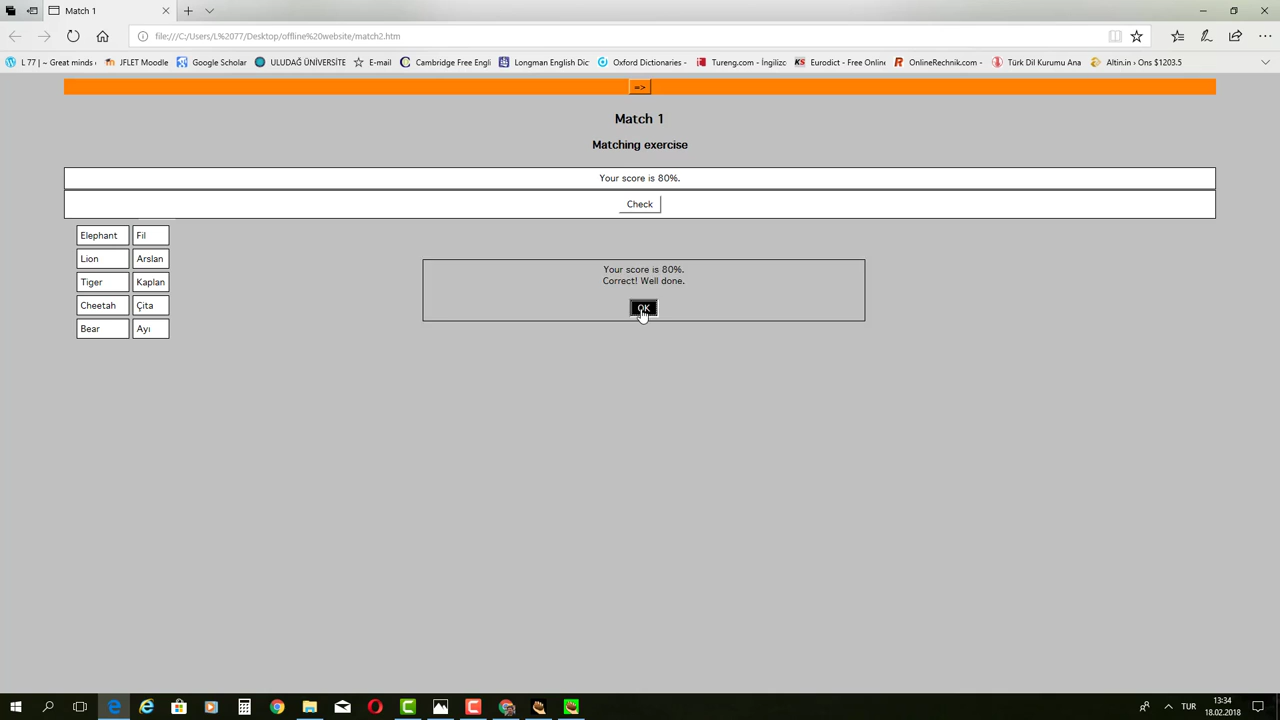 Match 1
file:///C:/Users/L%2077/Desktop/offline%20website/match2.htm
L 77 | ~ Great minds
JFLET Moodle
Google Scholar
ULUDAĞ ÜNİVERSİTE
E-mail
Cambridge Free Engli
Longman English Dic
Oxford Dictionaries -
Tureng.com - İngilizc
Eurodict - Free Online
OnlineRechnik.com -
Türk Dil Kurumu Ana
Altin.in › Ons $1203.5
=>
Match 1
Matching exercise
Your score is 80%.
Check
Elephant Fil
Lion Arslan
Tiger Kaplan
Cheetah Çita
Bear Ayı
Your score is 80%.
Correct! Well done.
OK
TUR
13:34
18.02.2018